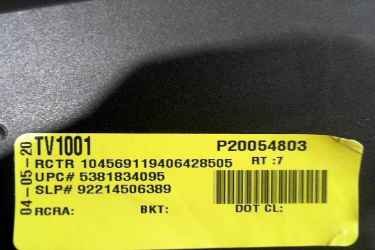 04-05-20
TV1001 P20054803
RCTR 104569119406428505 RT :7
UPC# 5381834095
SLP# 92214506389
RCRA: BKT: DOT CL: